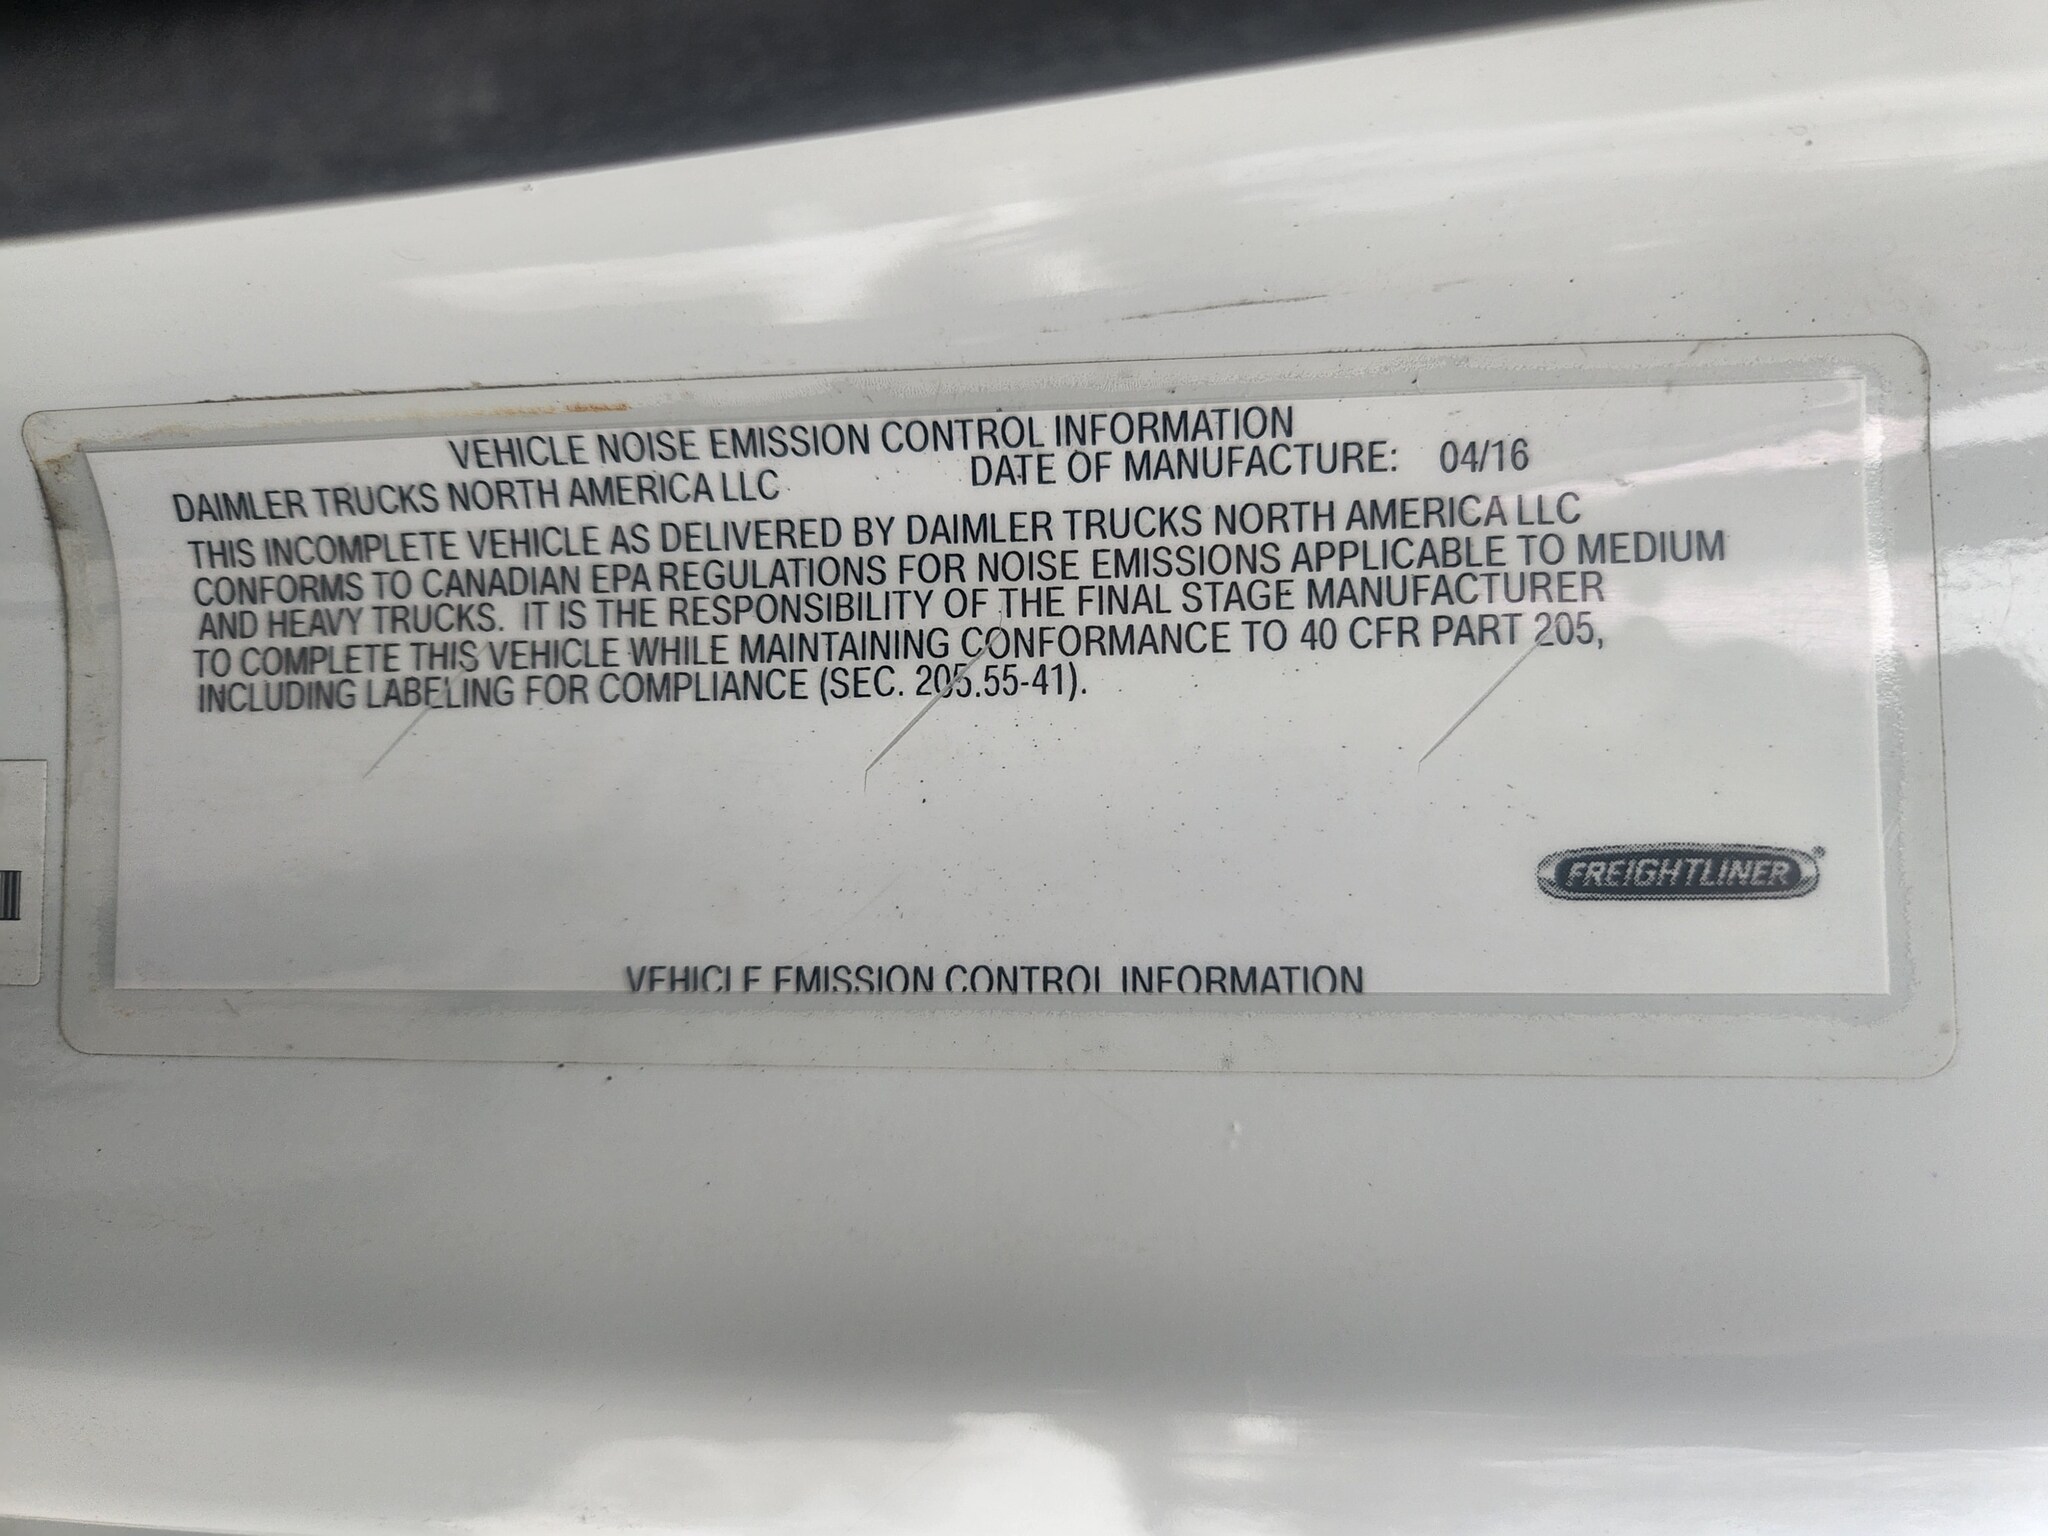 VEHICLE NOISE EMISSION CONTROL INFORMATION
DAIMLER TRUCKS NORTH AMERICA LLC DATE OF MANUFACTURE: 04/16
THIS INCOMPLETE VEHICLE AS DELIVERED BY DAIMLER TRUCKS NORTH AMERICA LLC
CONFORMS TO CANADIAN EPA REGULATIONS FOR NOISE EMISSIONS APPLICABLE TO MEDIUM
AND HEAVY TRUCKS. IT IS THE RESPONSIBILITY OF THE FINAL STAGE MANUFACTURER
TO COMPLETE THIS VEHICLE WHILE MAINTAINING CONFORMANCE TO 40 CFR PART 205,
INCLUDING LABELING FOR COMPLIANCE (SEC. 205.55-41).
FREIGHTLINER
VEHICLE EMISSION CONTROL INFORMATION